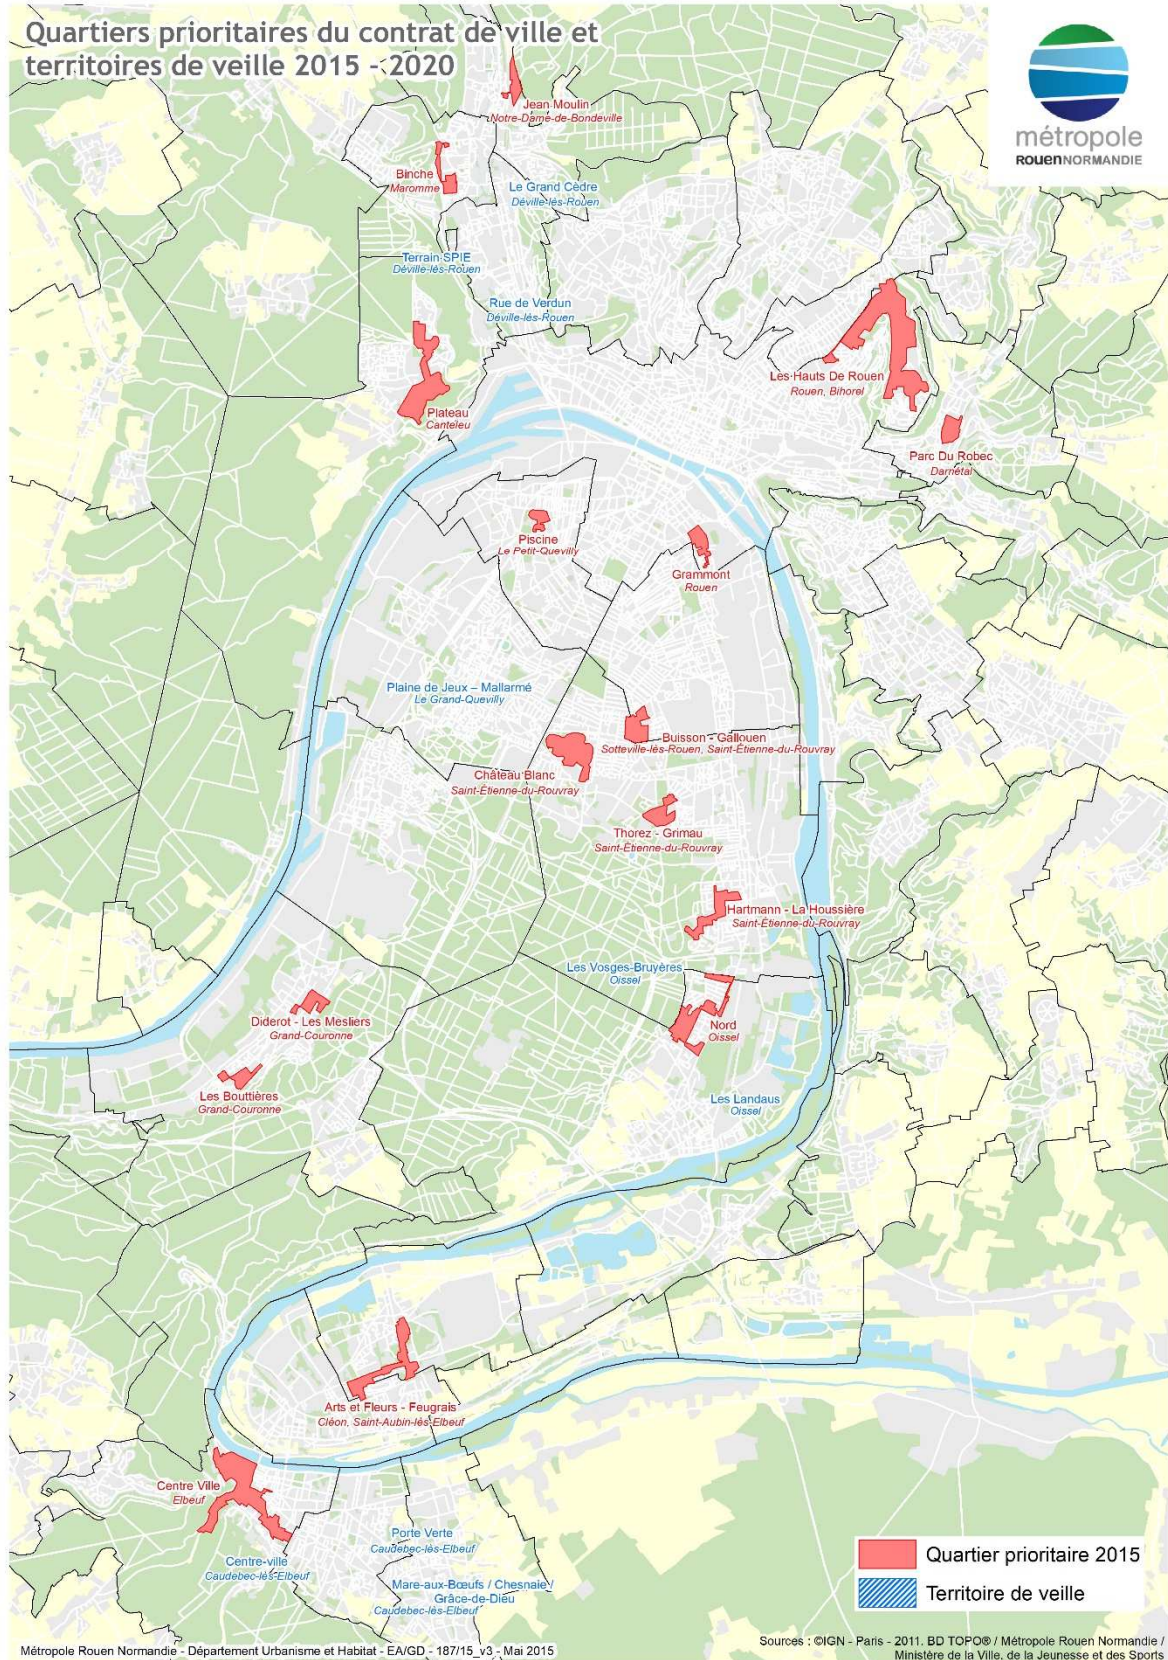 Quartiers prioritaires du contrat de ville et
territoires de veille 2015 - 2020
métropole
ROUENNORMANDIE
Jean Moulin
Notre-Dame-de-Bondeville
Binche
Maromme
Le Grand Cèdre
Déville-lès-Rouen
Terrain SPIE
Déville-lès-Rouen
Rue de Verdun
Déville-lès-Rouen
Les Hauts De Rouen
Rouen, Bihorel
Plateau
Canteleu
Parc Du Robec
Darnétal
Piscine
Le Petit-Quevilly
Grammont
Rouen
Plaine de Jeux – Mallarmé
Le Grand-Quevilly
Buisson - Gallouen
Sotteville-lès-Rouen, Saint-Étienne-du-Rouvray
Château Blanc
Saint-Étienne-du-Rouvray
Thorez - Grimau
Saint-Étienne-du-Rouvray
Hartmann - La Houssière
Saint-Étienne-du-Rouvray
Les Vosges-Bruyères
Oissel
Diderot - Les Mesliers
Grand-Couronne
Nord
Oissel
Les Bouttières
Grand-Couronne
Les Landaus
Oissel
Arts et Fleurs - Feugrais
Cléon, Saint-Aubin-lès-Elbeuf
Centre Ville
Elbeuf
Porte Verte
Caudebec-lès-Elbeuf
Centre-ville
Caudebec-lès-Elbeuf
Mare-aux-Bœufs / Chesnaie /
Grâce-de-Dieu
Caudebec-lès-Elbeuf
Quartier prioritaire 2015
Territoire de veille
Métropole Rouen Normandie - Département Urbanisme et Habitat - EA/GD - 187/15_v3 - Mai 2015
Sources : ©IGN - Paris - 2011. BD TOPO® / Métropole Rouen Normandie /
Ministère de la Ville, de la Jeunesse et des Sports